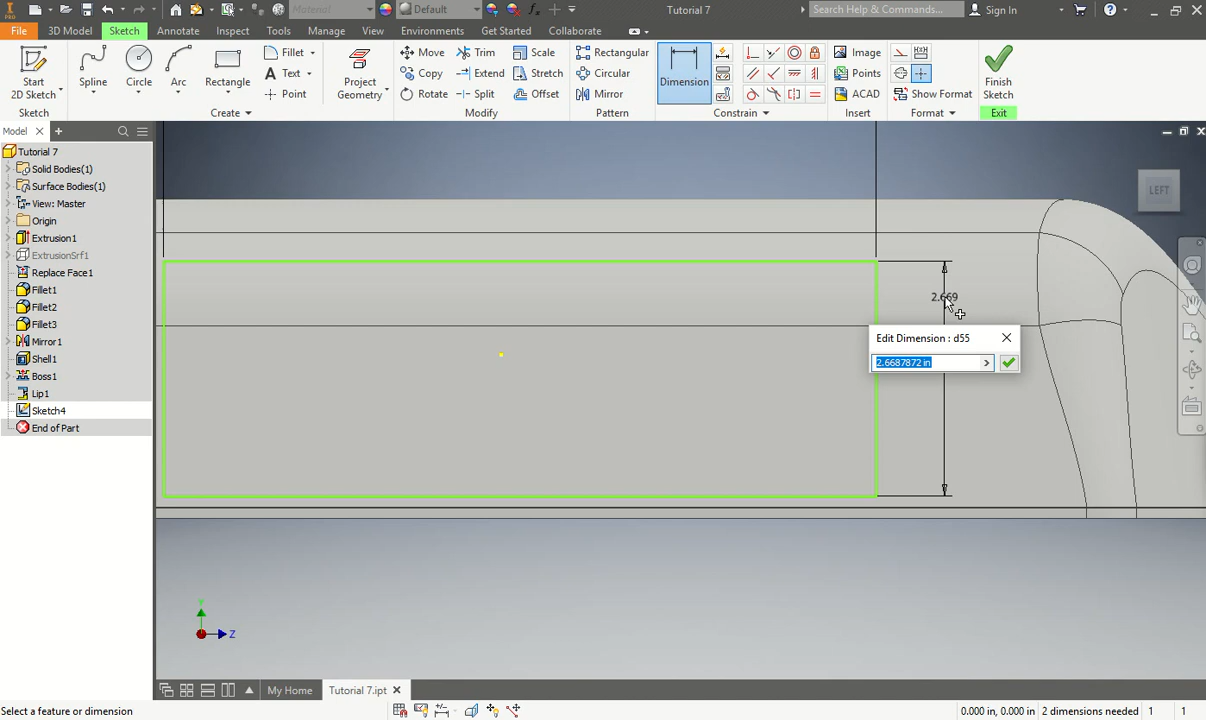 PRO
Material
Default
Tutorial 7
Search Help & Commands...
Sign In
File
3D Model
Sketch
Annotate
Inspect
Tools
Manage
View
Environments
Get Started
Collaborate
Start
2D Sketch
Spline
Circle
Arc
Rectangle
Fillet
Text
Point
Project
Geometry
Move
Copy
Rotate
Trim
Extend
Split
Scale
Stretch
Offset
Rectangular
Circular
Mirror
Dimension
Image
Points
ACAD
Show Format
Finish
Sketch
Sketch
Create
Modify
Pattern
Constrain
Insert
Format
Exit
Model
Tutorial 7
Solid Bodies(1)
Surface Bodies(1)
View: Master
Origin
Extrusion1
ExtrusionSrf1
Replace Face1
Fillet1
Fillet2
Fillet3
Mirror1
Shell1
Boss1
Lip1
Sketch4
End of Part
LEFT
2.669
Edit Dimension : d55
2.6687872 in
Y
Z
My Home
Tutorial 7.ipt
Select a feature or dimension
0.000 in, 0.000 in
2 dimensions needed
1
1